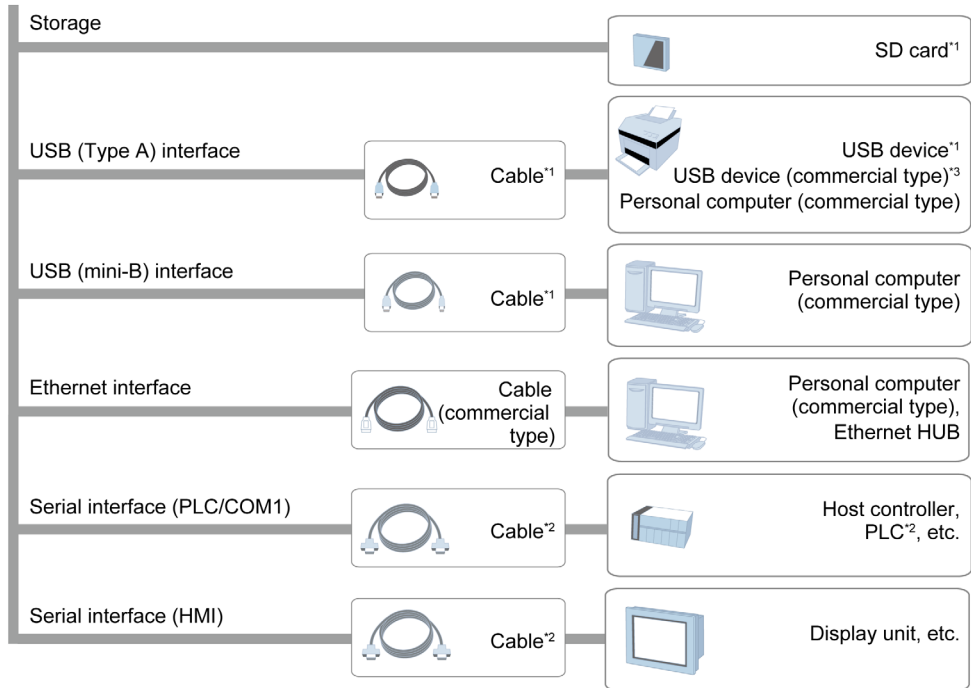 Storage
SD card*1
USB (Type A) interface
Cable*1
USB device*1
USB device (commercial type)*3
Personal computer (commercial type)
USB (mini-B) interface
Cable*1
Personal computer
(commercial type)
Ethernet interface
Cable
(commercial
type)
Personal computer
(commercial type),
Ethernet HUB
Serial interface (PLC/COM1)
Cable*2
Host controller,
PLC*2, etc.
Serial interface (HMI)
Cable*2
Display unit, etc.